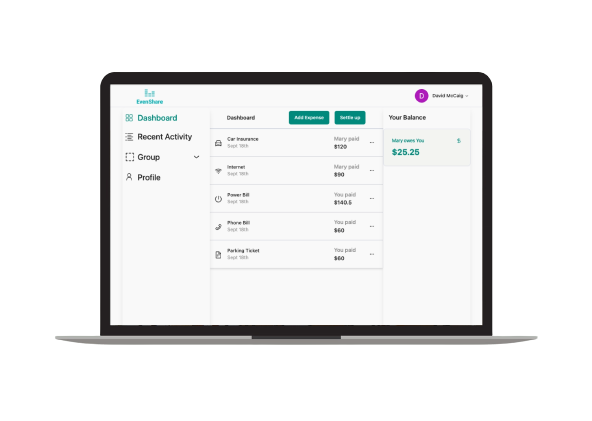 EvenShare
D
David McCaig
Dashboard
Recent Activity
Group
Profile
Dashboard
Add Expense
Settle up
Car Insurance
Sept 18th
Mary paid
$120
Internet
Sept 18th
Mary paid
$90
Power Bill
Sept 18th
You paid
$140.5
Phone Bill
Sept 18th
You paid
$60
Parking Ticket
Sept 18th
You paid
$60
Your Balance
Mary owes You
$25.25